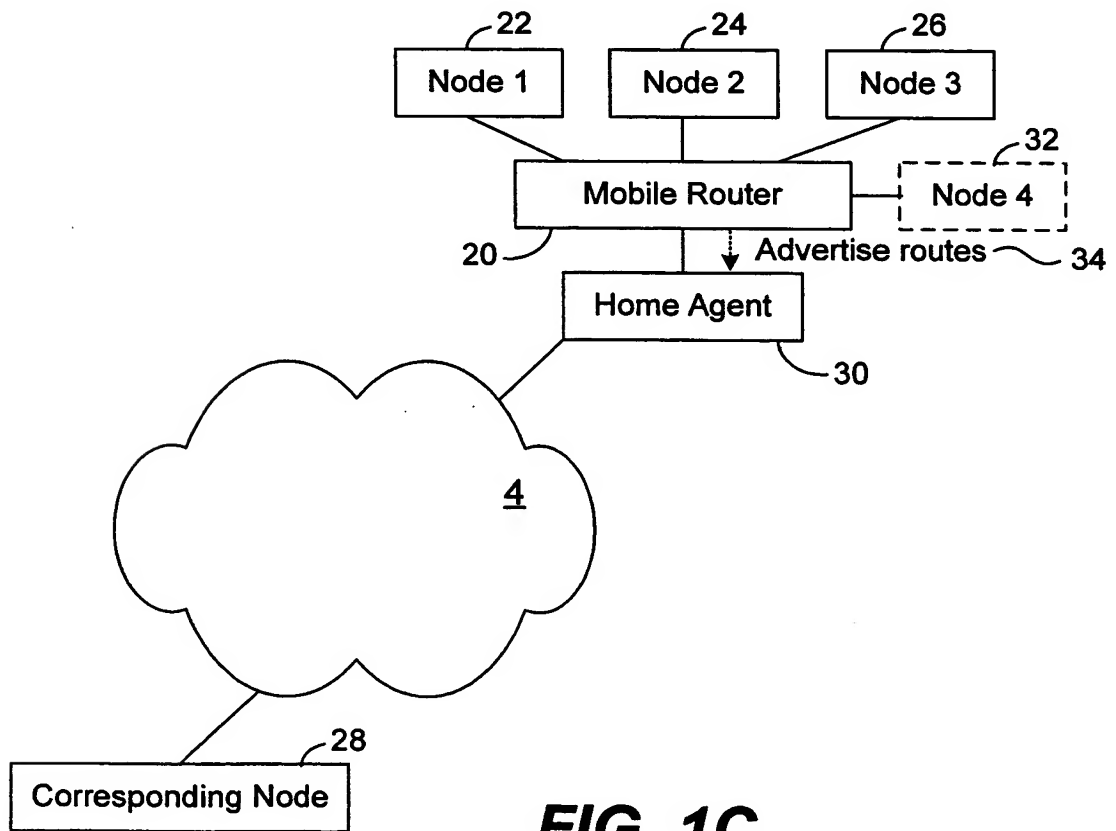 22
24
26
Node 1
Node 2
Node 3
32
Mobile Router
Node 4
20
Advertise routes
34
Home Agent
30
4
28
Corresponding Node
FIG. 1C